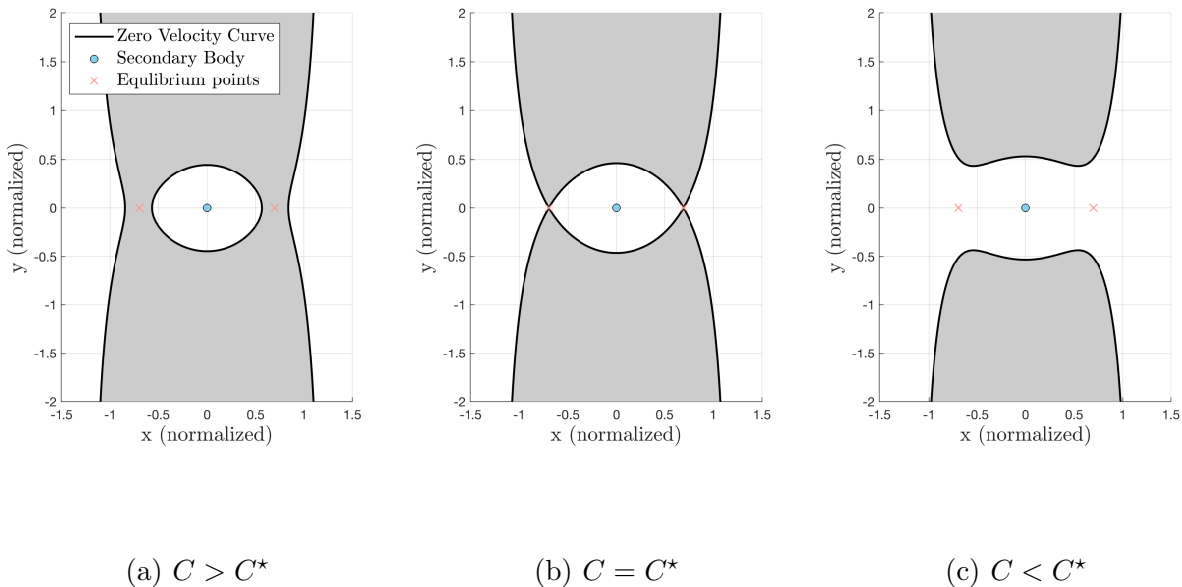 Zero Velocity Curve
Secondary Body
Equlibrium points
2
1.5
1
0.5
0
-0.5
-1
-1.5
-2
y (normalized)
-1.5 -1 -0.5 0 0.5 1 1.5
x (normalized)
(a) C > C⋆
2
1.5
1
0.5
0
-0.5
-1
-1.5
-2
y (normalized)
-1.5 -1 -0.5 0 0.5 1 1.5
x (normalized)
(b) C = C⋆
2
1.5
1
0.5
0
-0.5
-1
-1.5
-2
y (normalized)
-1.5 -1 -0.5 0 0.5 1 1.5
x (normalized)
(c) C < C⋆